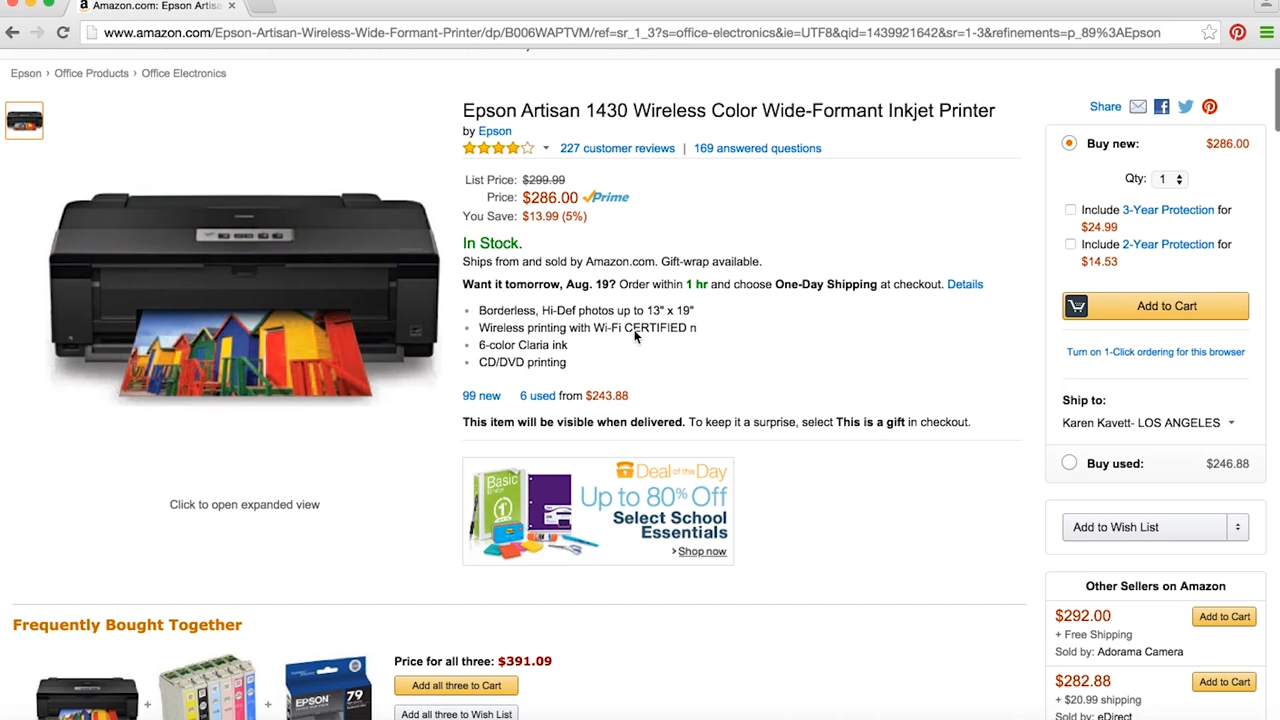 Amazon.com: Epson Artisa
www.amazon.com/Epson-Artisan-Wireless-Wide-Formant-Printer/dp/B006WAPTVM/ref=sr_1_3?s=office-electronics&ie=UTF8&qid=1439921642&sr=1-3&refinements=p_89%3AEpson
Epson › Office Products › Office Electronics
Epson Artisan 1430 Wireless Color Wide-Formant Inkjet Printer
by Epson
227 customer reviews | 169 answered questions
List Price: $299.99
Price: $286.00 Prime
You Save: $13.99 (5%)
In Stock.
Ships from and sold by Amazon.com. Gift-wrap available.
Want it tomorrow, Aug. 19? Order within 1 hr and choose One-Day Shipping at checkout. Details
Borderless, Hi-Def photos up to 13" x 19"
Wireless printing with Wi-Fi CERTIFIED n
6-color Claria ink
CD/DVD printing
99 new 6 used from $243.88
This item will be visible when delivered. To keep it a surprise, select This is a gift in checkout.
Click to open expanded view
Basic
1"
Deal of the Day
Up to 80% Off
Select School
Essentials
Shop now
Share
Buy new: $286.00
Qty: 1
Include 3-Year Protection for
$24.99
Include 2-Year Protection for
$14.53
Add to Cart
Turn on 1-Click ordering for this browser
Ship to:
Karen Kavett- LOS ANGELES
Buy used: $246.88
Add to Wish List
Other Sellers on Amazon
$292.00 Add to Cart
+ Free Shipping
Sold by: Adorama Camera
$282.88 Add to Cart
+ $20.99 shipping
Sold by: eDirect
Frequently Bought Together
EPSON
79
Price for all three: $391.09
Add all three to Cart
Add all three to Wish List